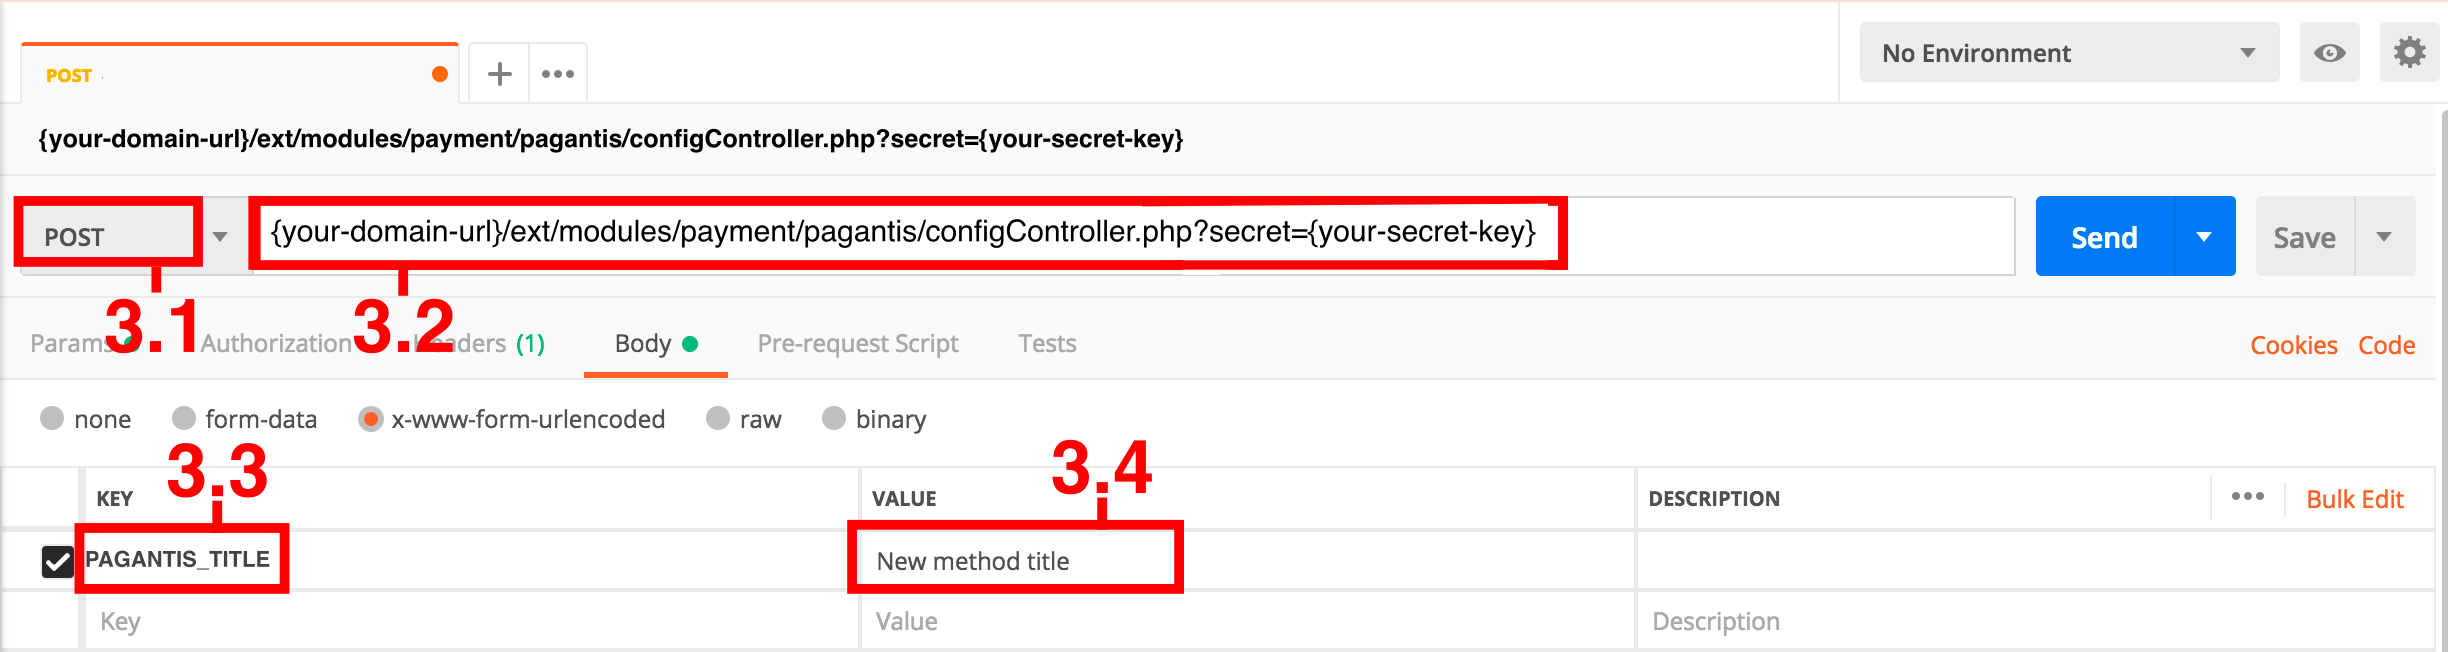 POST
No Environment
{your-domain-url}/ext/modules/payment/pagantis/configController.php?secret={your-secret-key}
POST {your-domain-url}/ext/modules/payment/pagantis/configController.php?secret={your-secret-key} Send Save
3.1 3.2
Params Authorization (1) Body Pre-request Script Tests Cookies Code
none form-data x-www-form-urlencoded raw binary
3.3 3.4
KEY VALUE DESCRIPTION Bulk Edit
PAGANTIS_TITLE New method title
Key Value Description